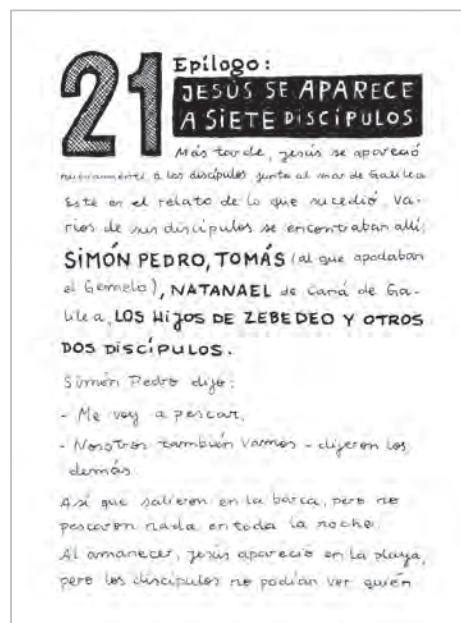 21 Epílogo:
JESÚS SE APARECE
A SIETE DISCÍPULOS
Más tarde, Jesús se apareció
nuevamente a los discípulos junto al mar de Galilea.
Este es el relato de lo que sucedió. Va-
rios de sus discípulos se encontraban allí:
SIMÓN PEDRO, TOMÁS (al que apodaban
el Gemelo), NATANAEL de Caná de Ga-
lilea, LOS HIJOS DE ZEBEDEO Y OTROS
DOS DISCÍPULOS.
Simón Pedro dijo:
- Me voy a pescar.
- Nosotros también vamos - dijeron los
demás.
Así que salieron en la barca, pero no
pescaron nada en toda la noche.
Al amanecer, Jesús apareció en la playa,
pero los discípulos no podían ver quién